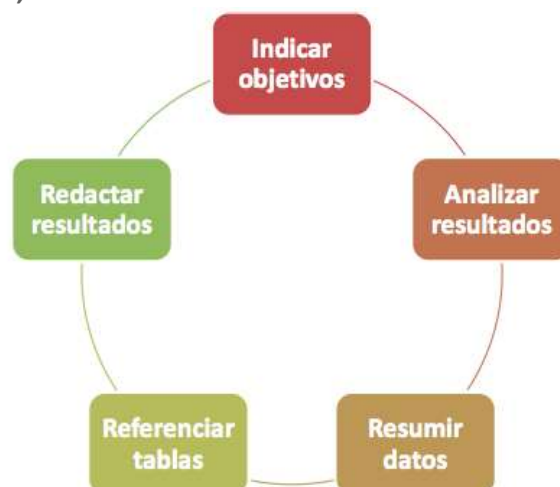 Indicar
objetivos
Analizar
resultados
Resumir
datos
Referenciar
tablas
Redactar
resultados